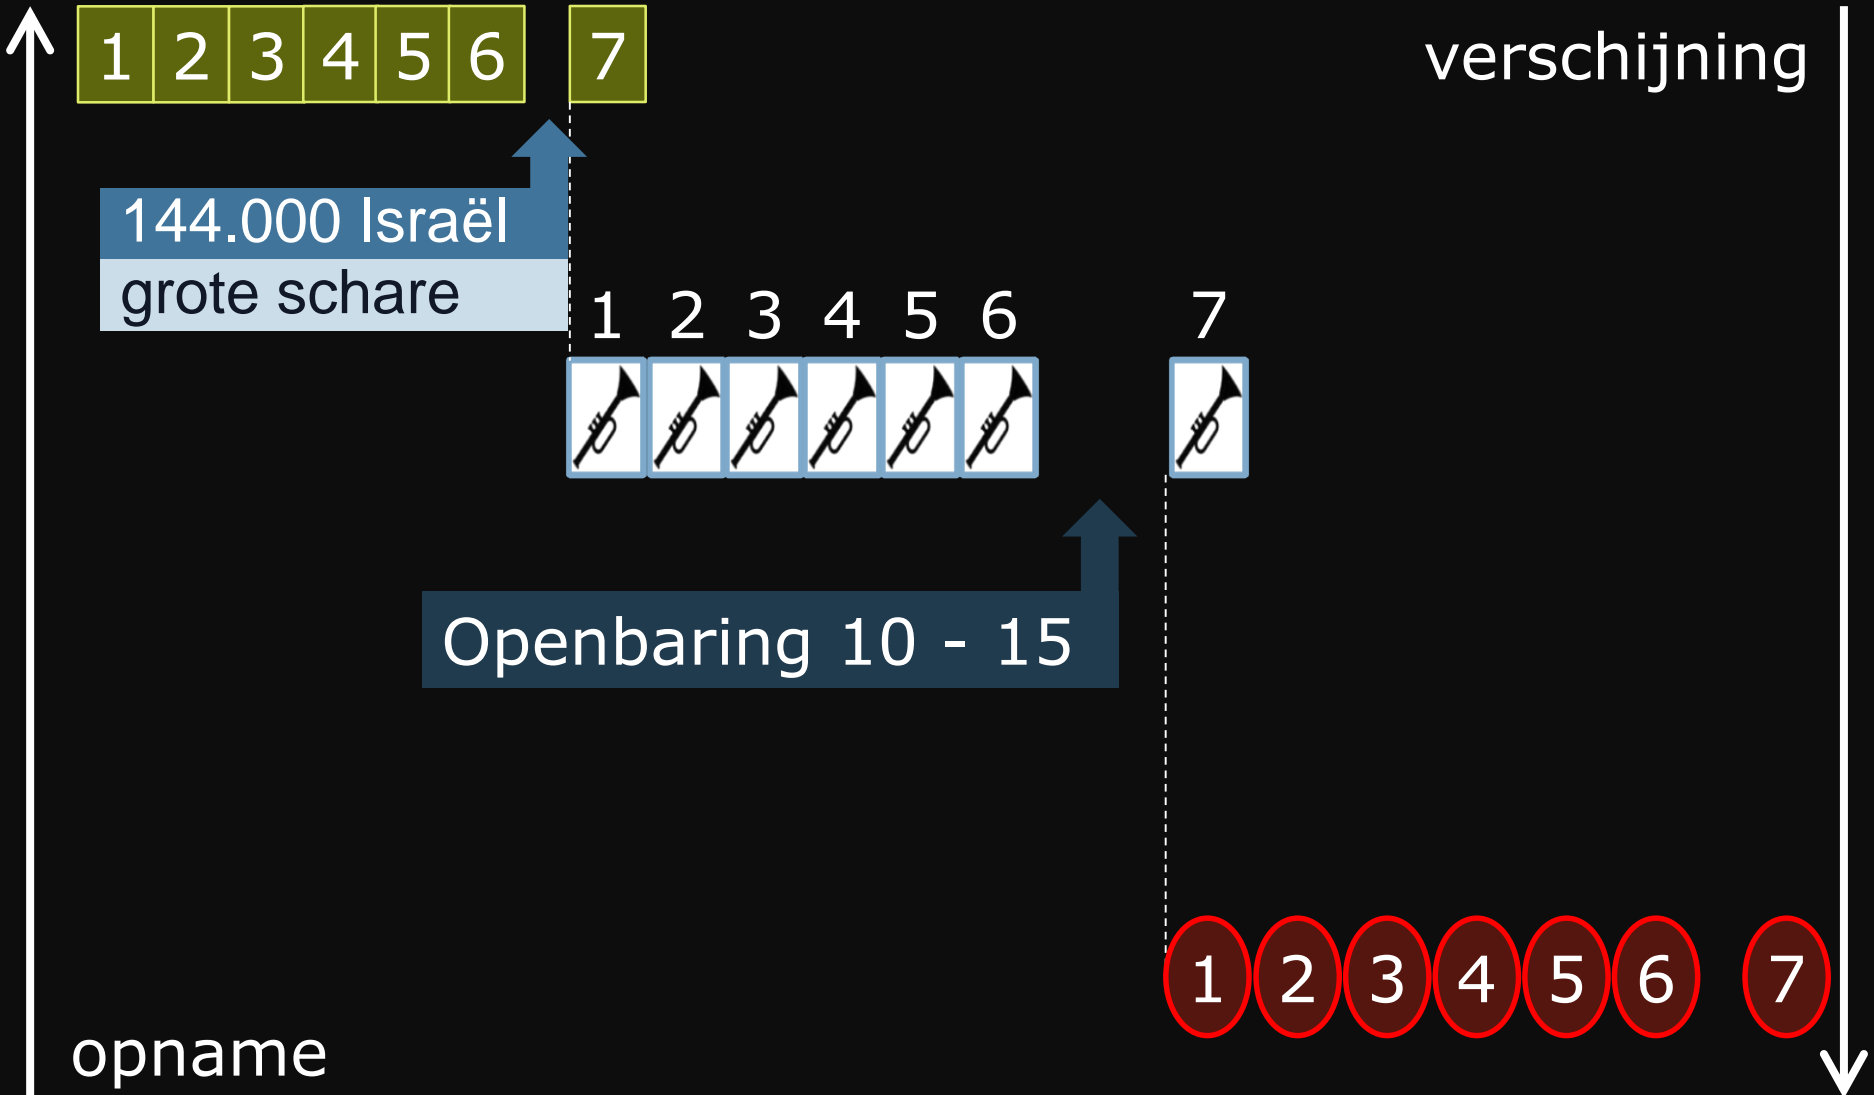 1 2 3 4 5 6 7
verschijning
144.000 Israël
grote schare
1 2 3 4 5 6 7
Openbaring 10 - 15
1 2 3 4 5 6 7
opname